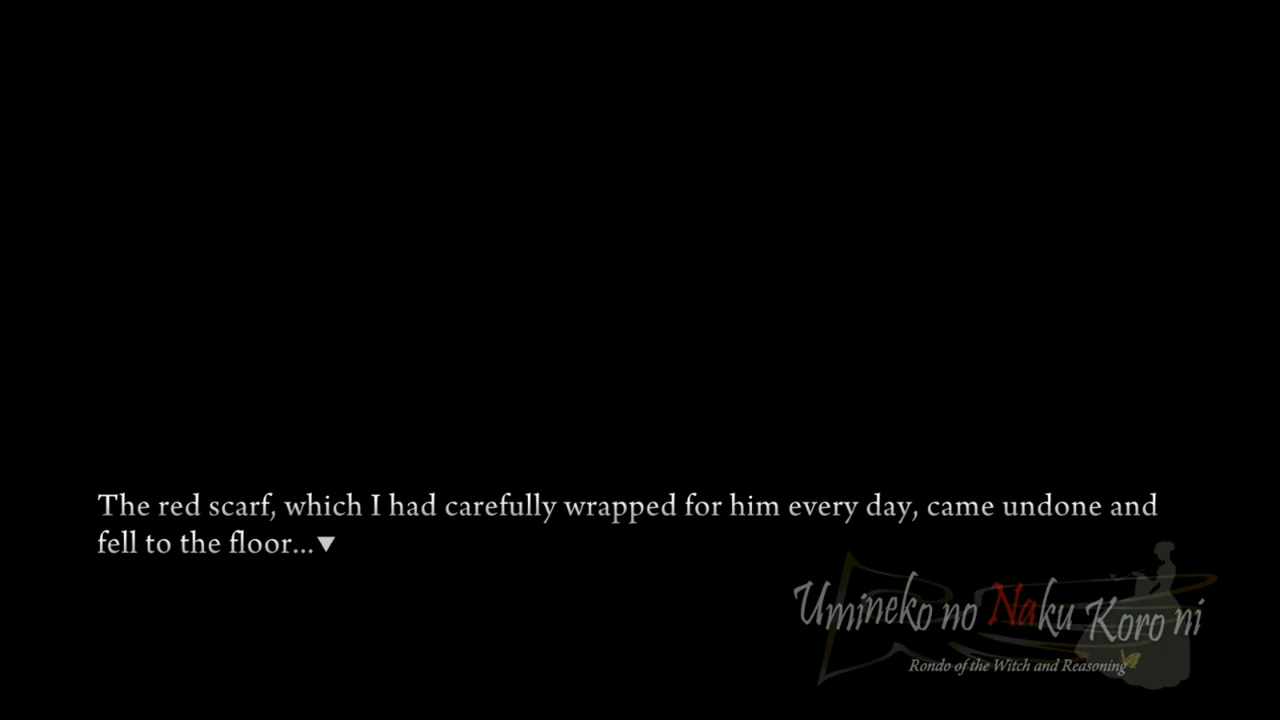 The red scarf, which I had carefully wrapped for him every day, came undone and
fell to the floor...▼
Umineko no Naku Koro ni
Rondo of the Witch and Reasoning